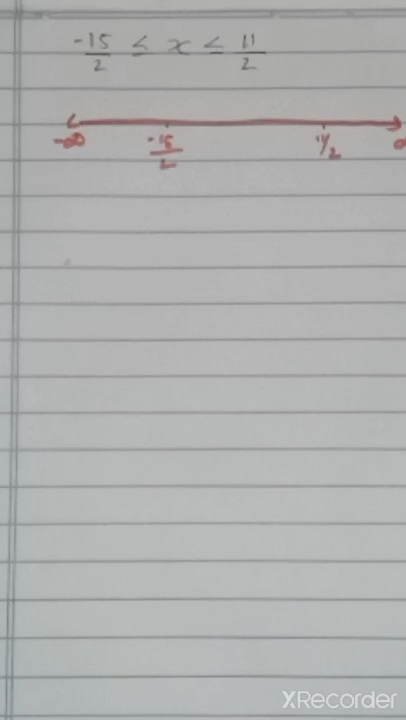 -15/2 ≤ x ≤ 11/2
-∞ -15/2 11/2 ∞
XRecorder